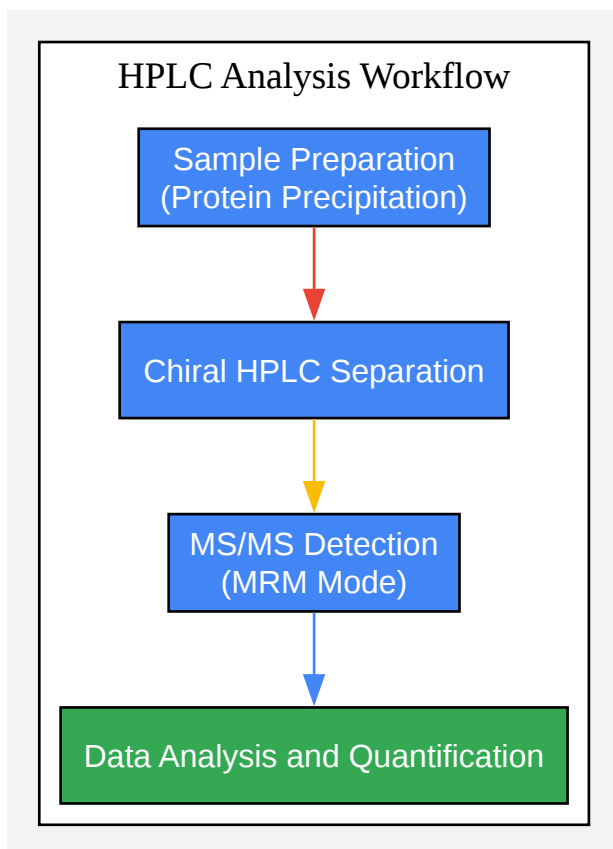 HPLC Analysis Workflow
Sample Preparation
(Protein Precipitation)
Chiral HPLC Separation
MS/MS Detection
(MRM Mode)
Data Analysis and Quantification